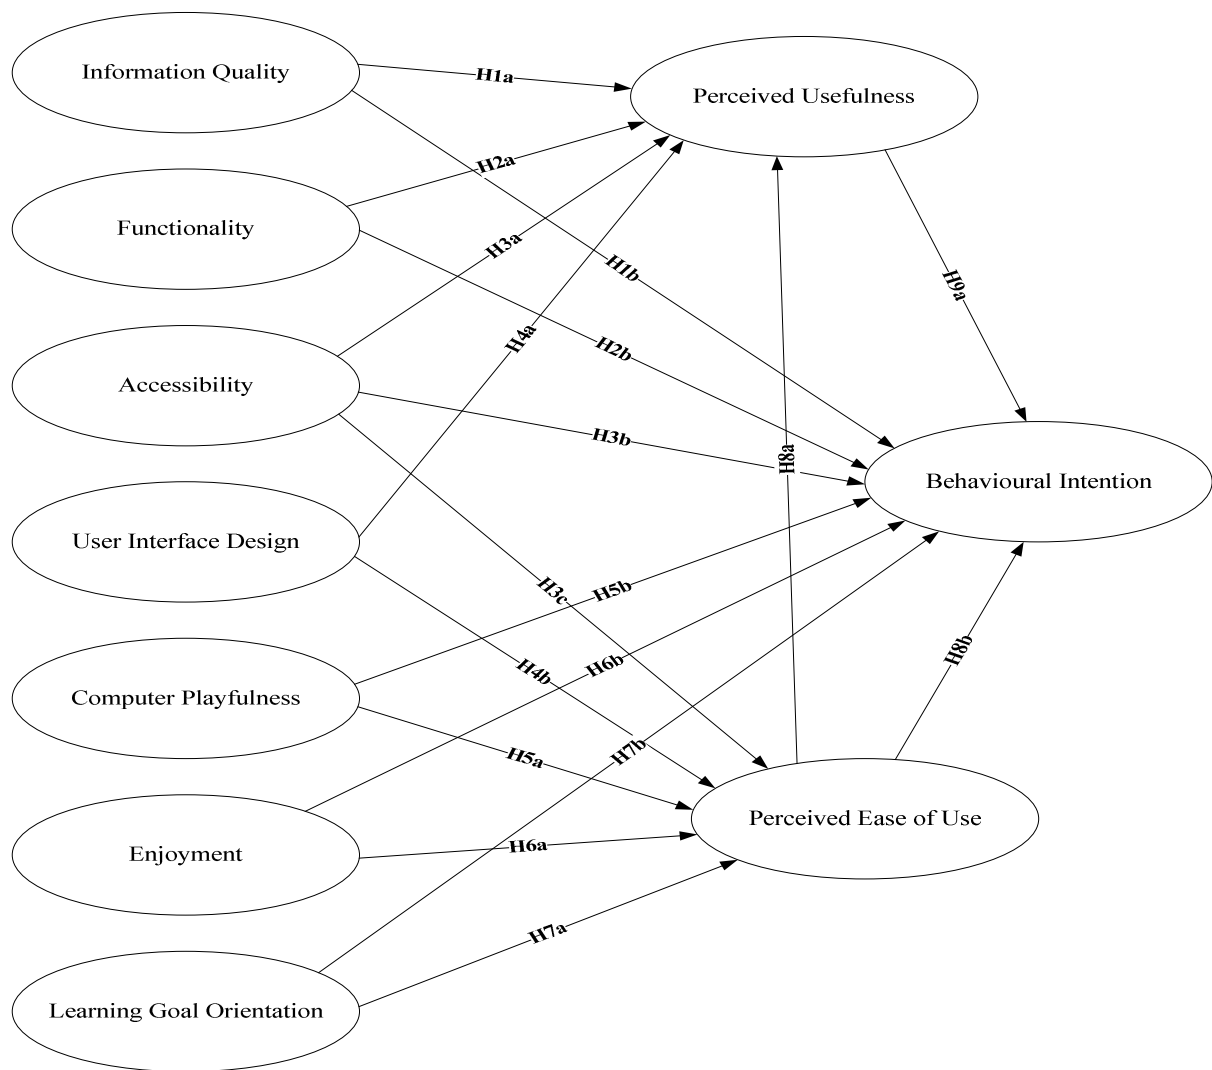 Information Quality
H1a
Perceived Usefulness
H2a
Functionality
H3a
H1b
H9a
H4a
H2b
Accessibility
H3b
H8a
Behavioural Intention
User Interface Design
H3c
H5b
H8b
H6b
H4b
Computer Playfulness
H7b
H5a
Perceived Ease of Use
H6a
Enjoyment
H7a
Learning Goal Orientation